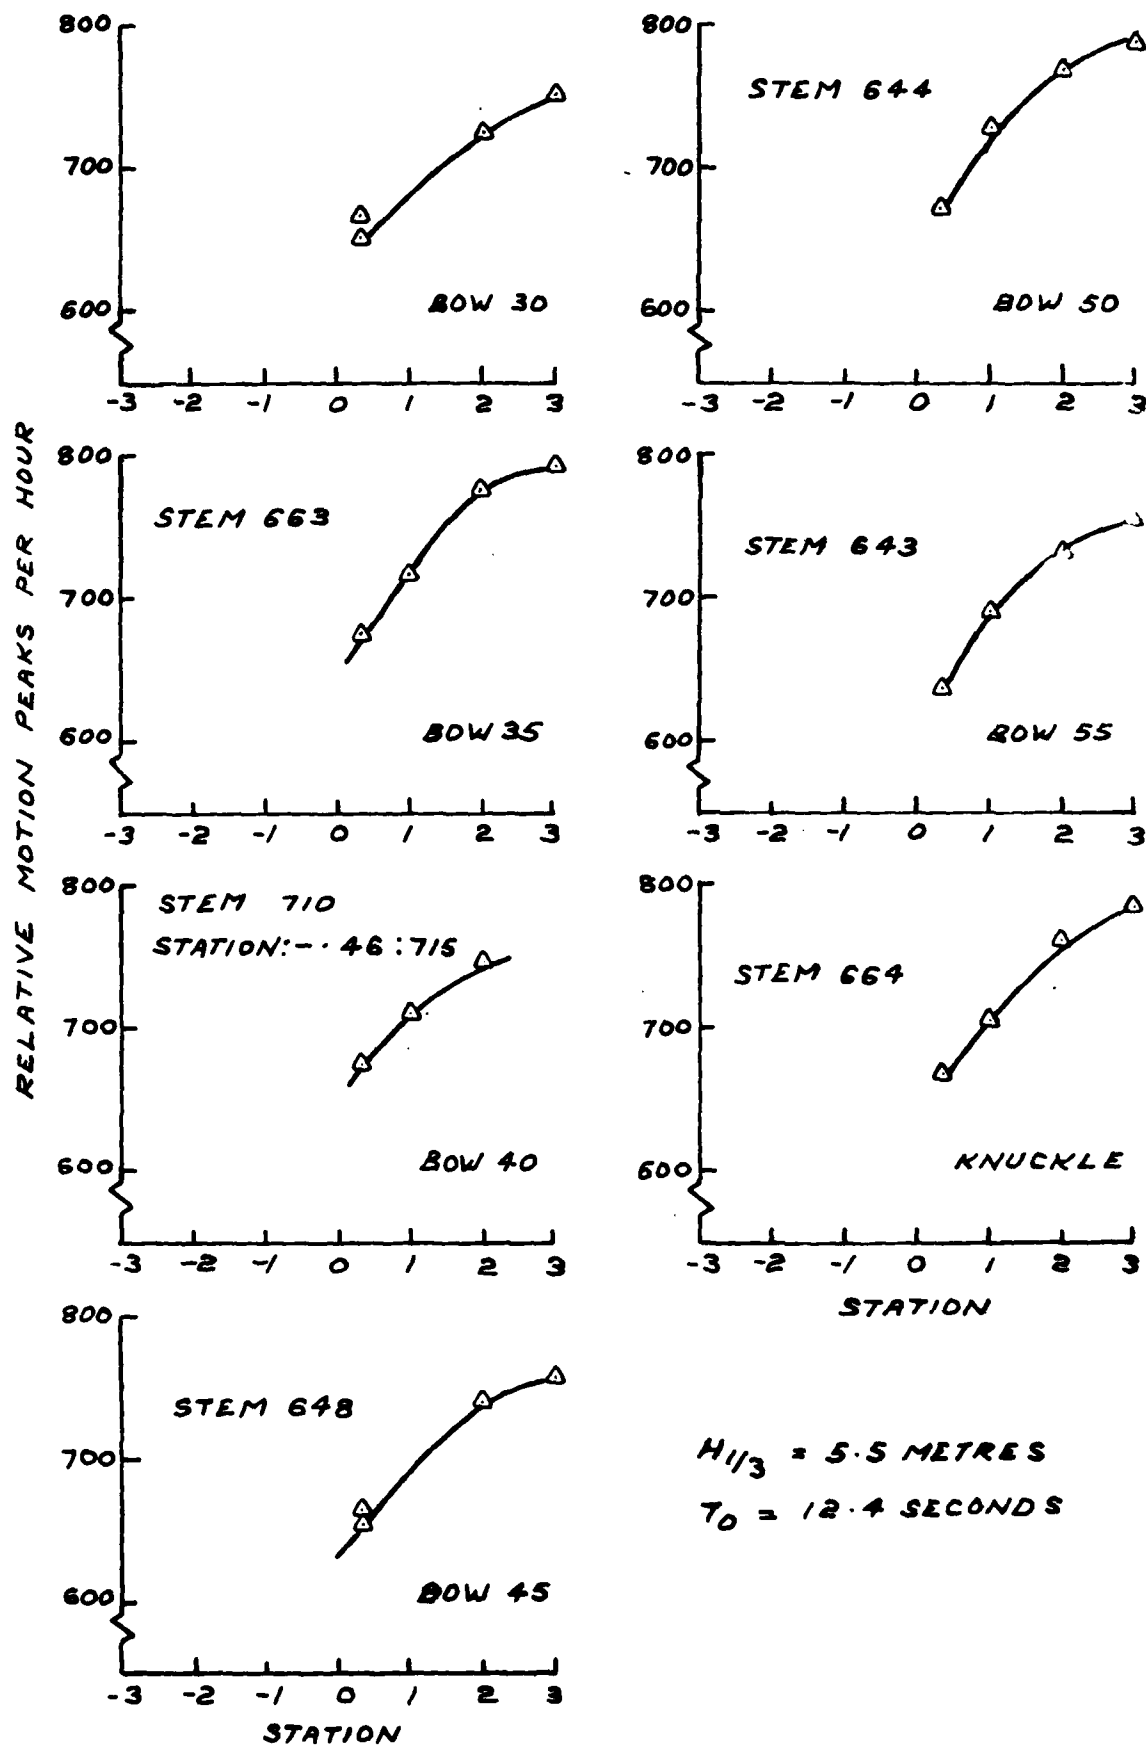 RELATIVE MOTION PEAKS PER HOUR
800
700
600
BOW 30
-3 -2 -1 0 1 2 3
800
STEM 644
700
600
BOW 50
-3 -2 -1 0 1 2 3
800
STEM 663
700
600
BOW 35
-3 -2 -1 0 1 2 3
800
STEM 643
700
600
BOW 55
-3 -2 -1 0 1 2 3
800
STEM 710
STATION:-.46:715
700
600
BOW 40
-3 -2 -1 0 1 2 3
800
STEM 664
700
600
KNUCKLE
-3 -2 -1 0 1 2 3
STATION
800
STEM 648
700
600
BOW 45
-3 -2 -1 0 1 2 3
STATION
H1/3 = 5.5 METRES
T0 = 12.4 SECONDS